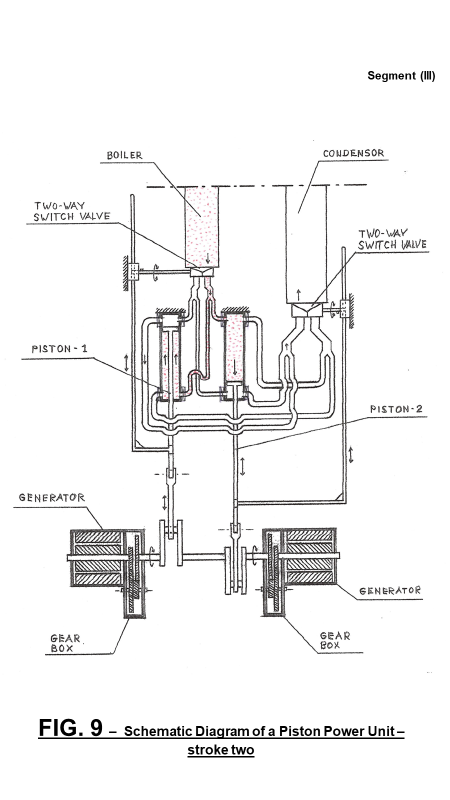 Segment (III)
BOILER
CONDENSOR
TWO-WAY
SWITCH VALVE
TWO-WAY
SWITCH VALVE
PISTON-1
PISTON-2
GENERATOR
GENERATOR
GEAR
BOX
GEAR
BOX
FIG. 9 – Schematic Diagram of a Piston Power Unit –
stroke two